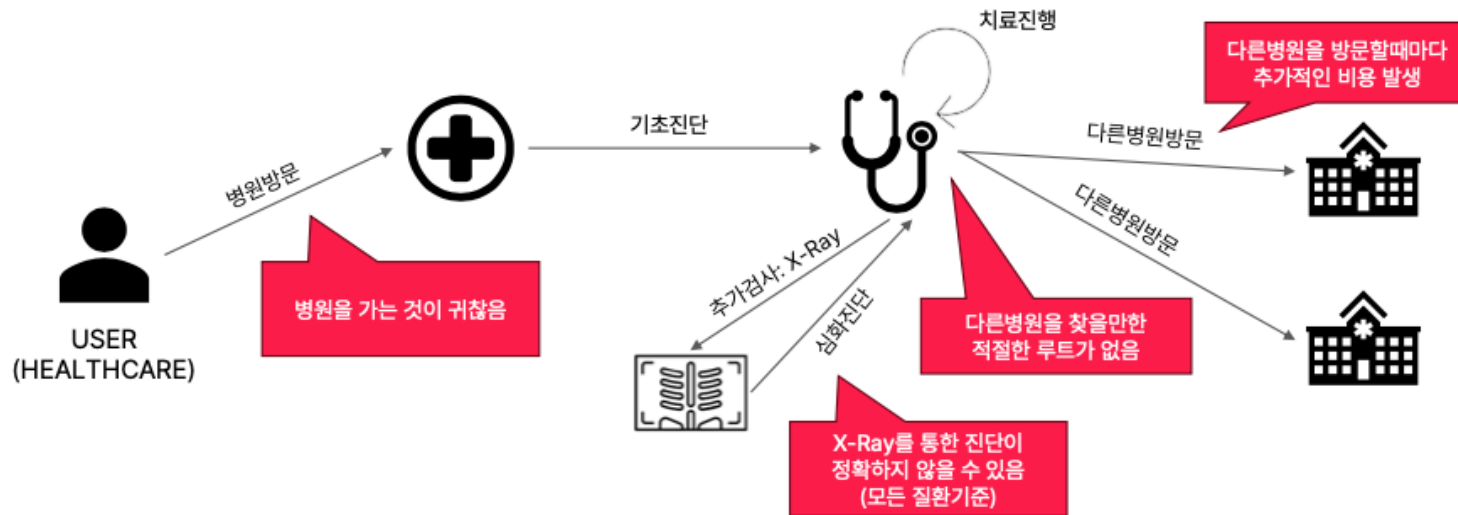 치료진행
다른병원을 방문할때마다
추가적인 비용 발생
기초진단
다른병원방문
병원방문
다른병원방문
추가검사: X-Ray
심화진단
병원을 가는 것이 귀찮음
다른병원을 찾을만한
적절한 루트가 없음
USER
(HEALTHCARE)
X-Ray를 통한 진단이
정확하지 않을 수 있음
(모든 질환기준)